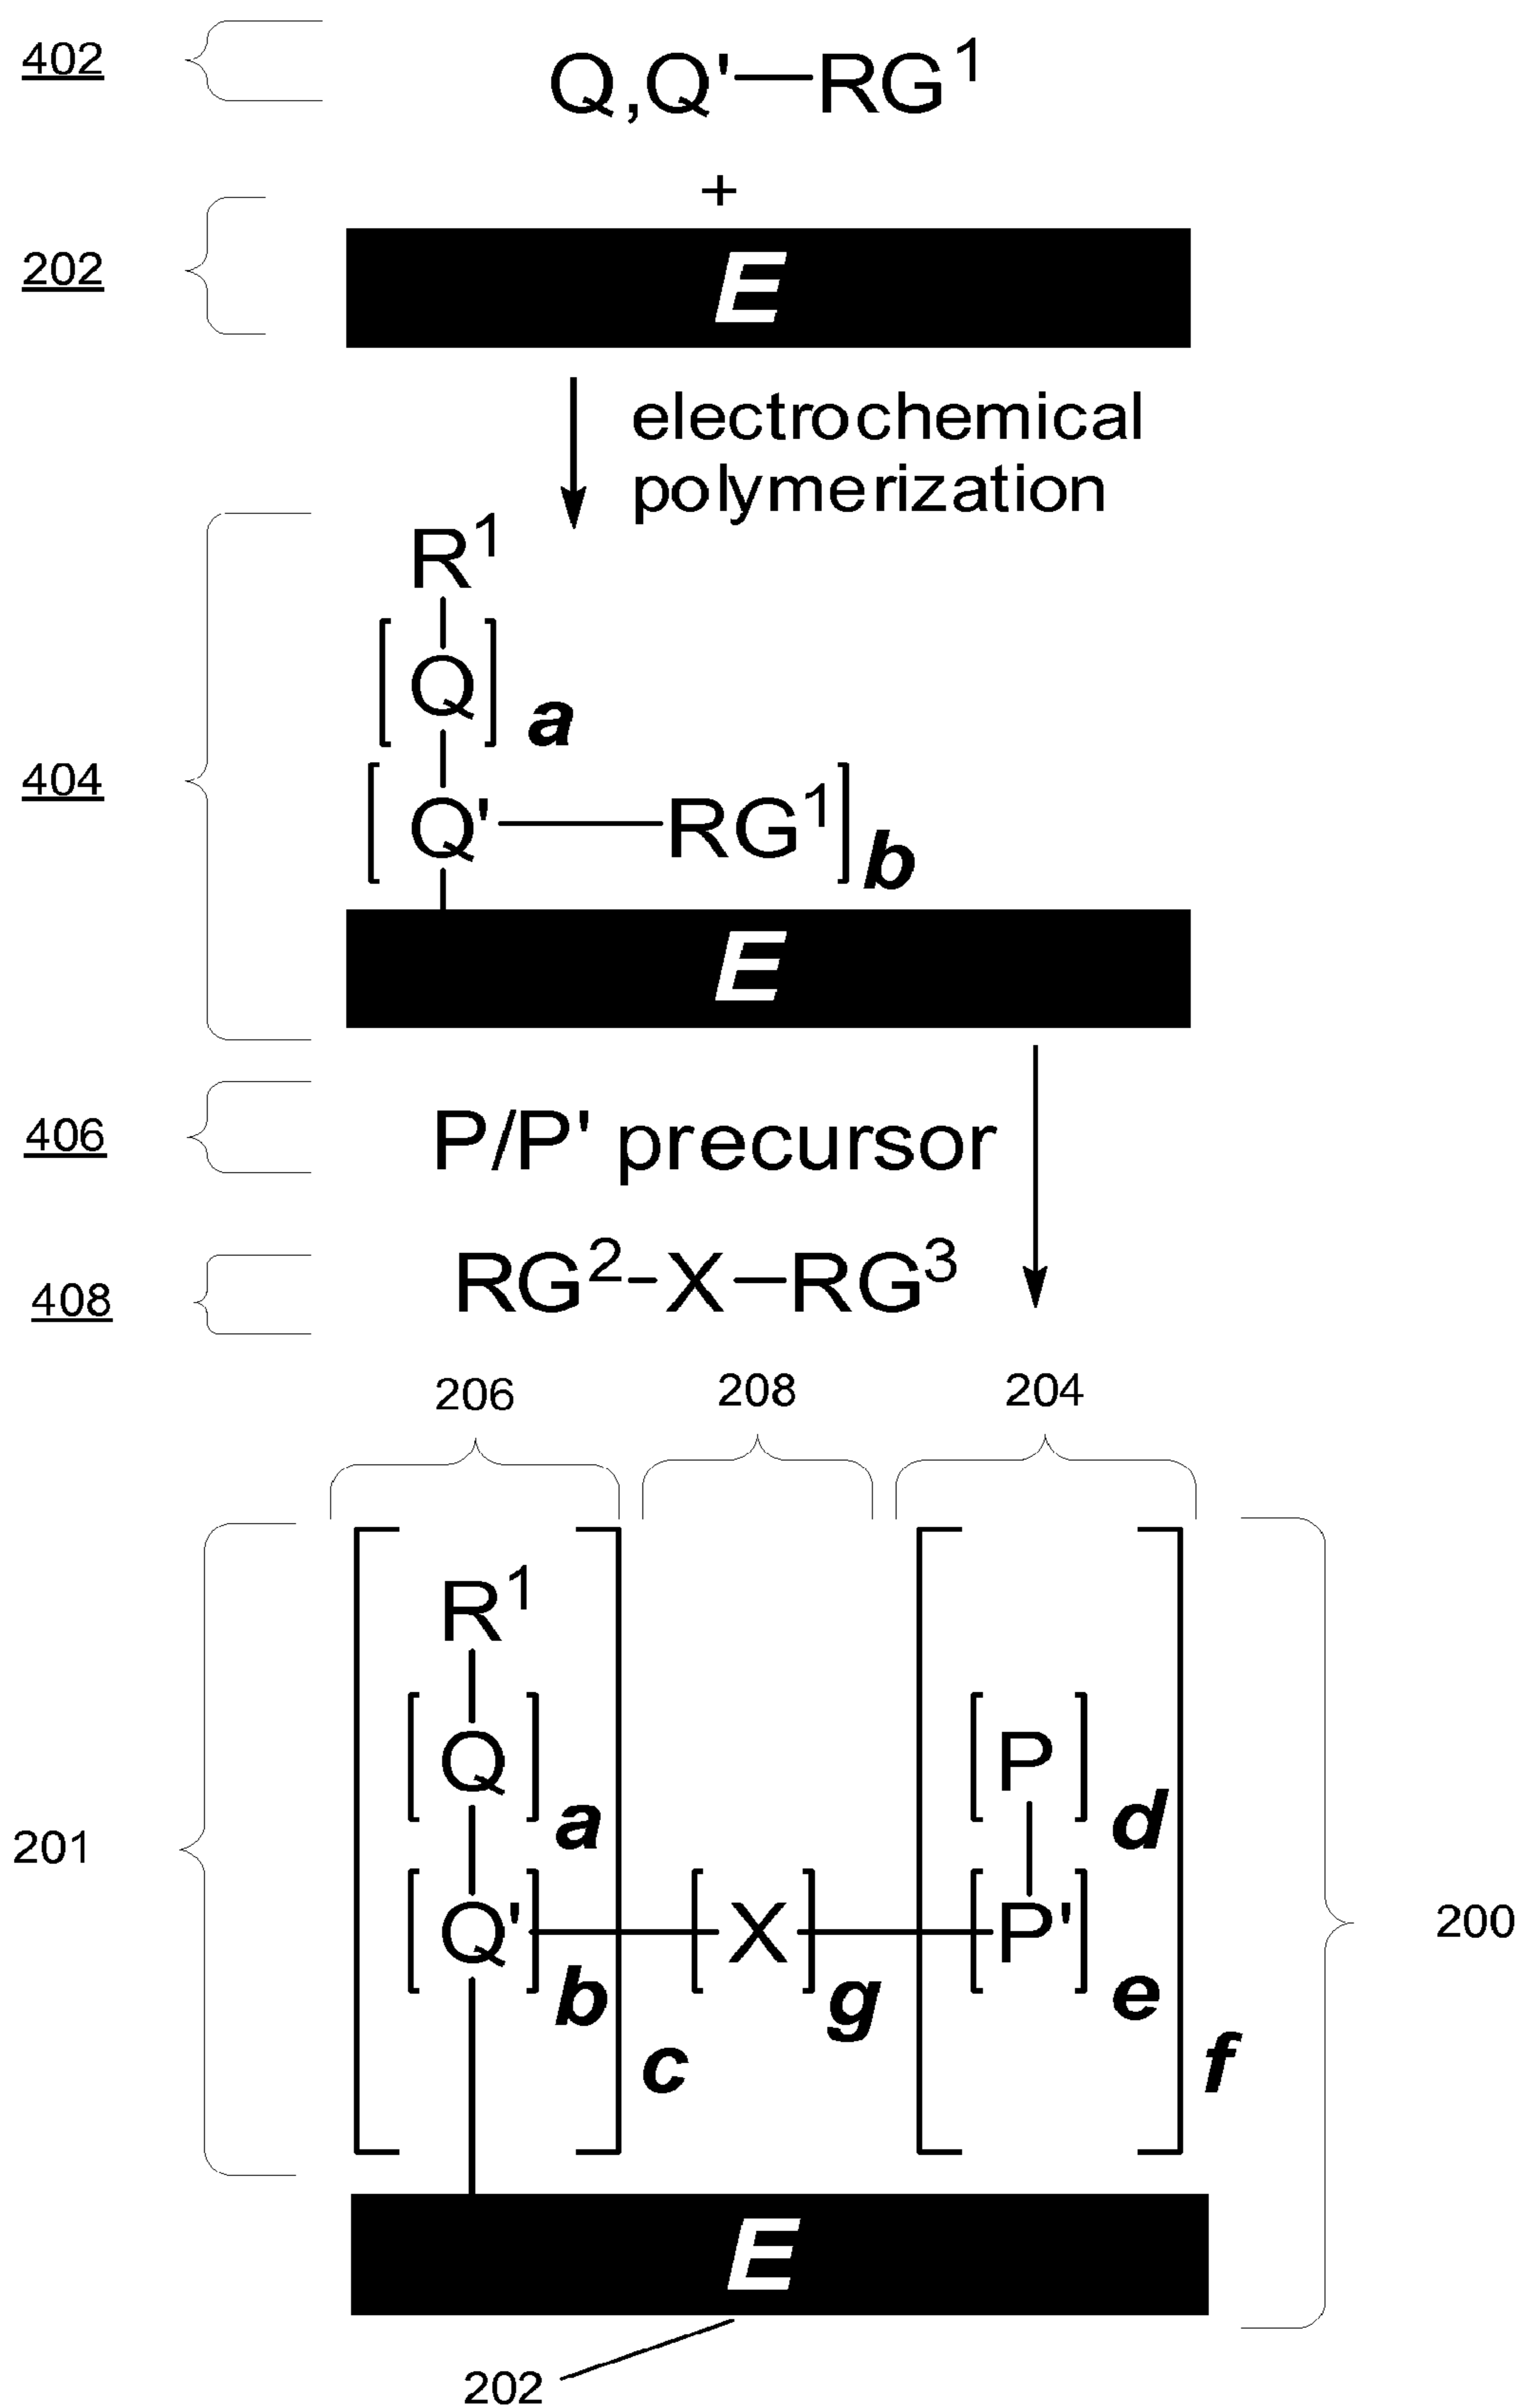 402
Q,Q'—RG¹
+
202
E
electrochemical
polymerization
R¹
[Q]a
404
[Q'—RG¹]b
E
406
P/P' precursor
408
RG²-X—RG³
206 208 204
R¹
[Q]a [P]d
201
[Q']b [X]g [P']e
200
c f
E
202